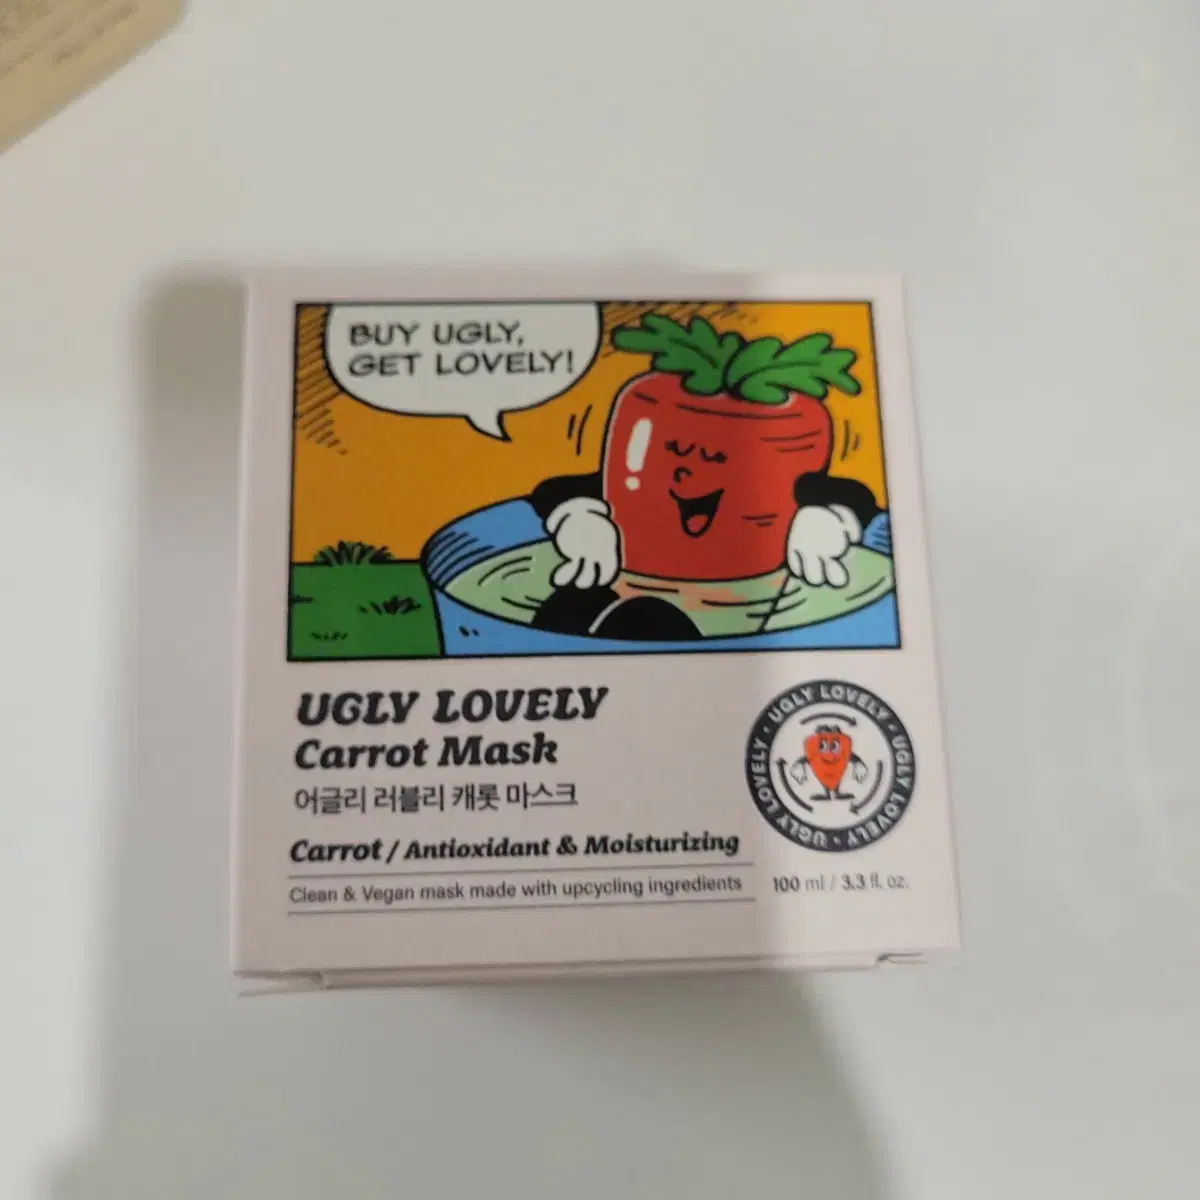 BUY UGLY,
GET LOVELY!
UGLY LOVELY
Carrot Mask
어글리 러블리 캐롯 마스크
Carrot / Antioxidant & Moisturizing
Clean & Vegan mask made with upcycling ingredients
UGLY LOVELY • UGLY LOVELY • UGLY LOVELY •
100 ml / 3.3 fl. oz.